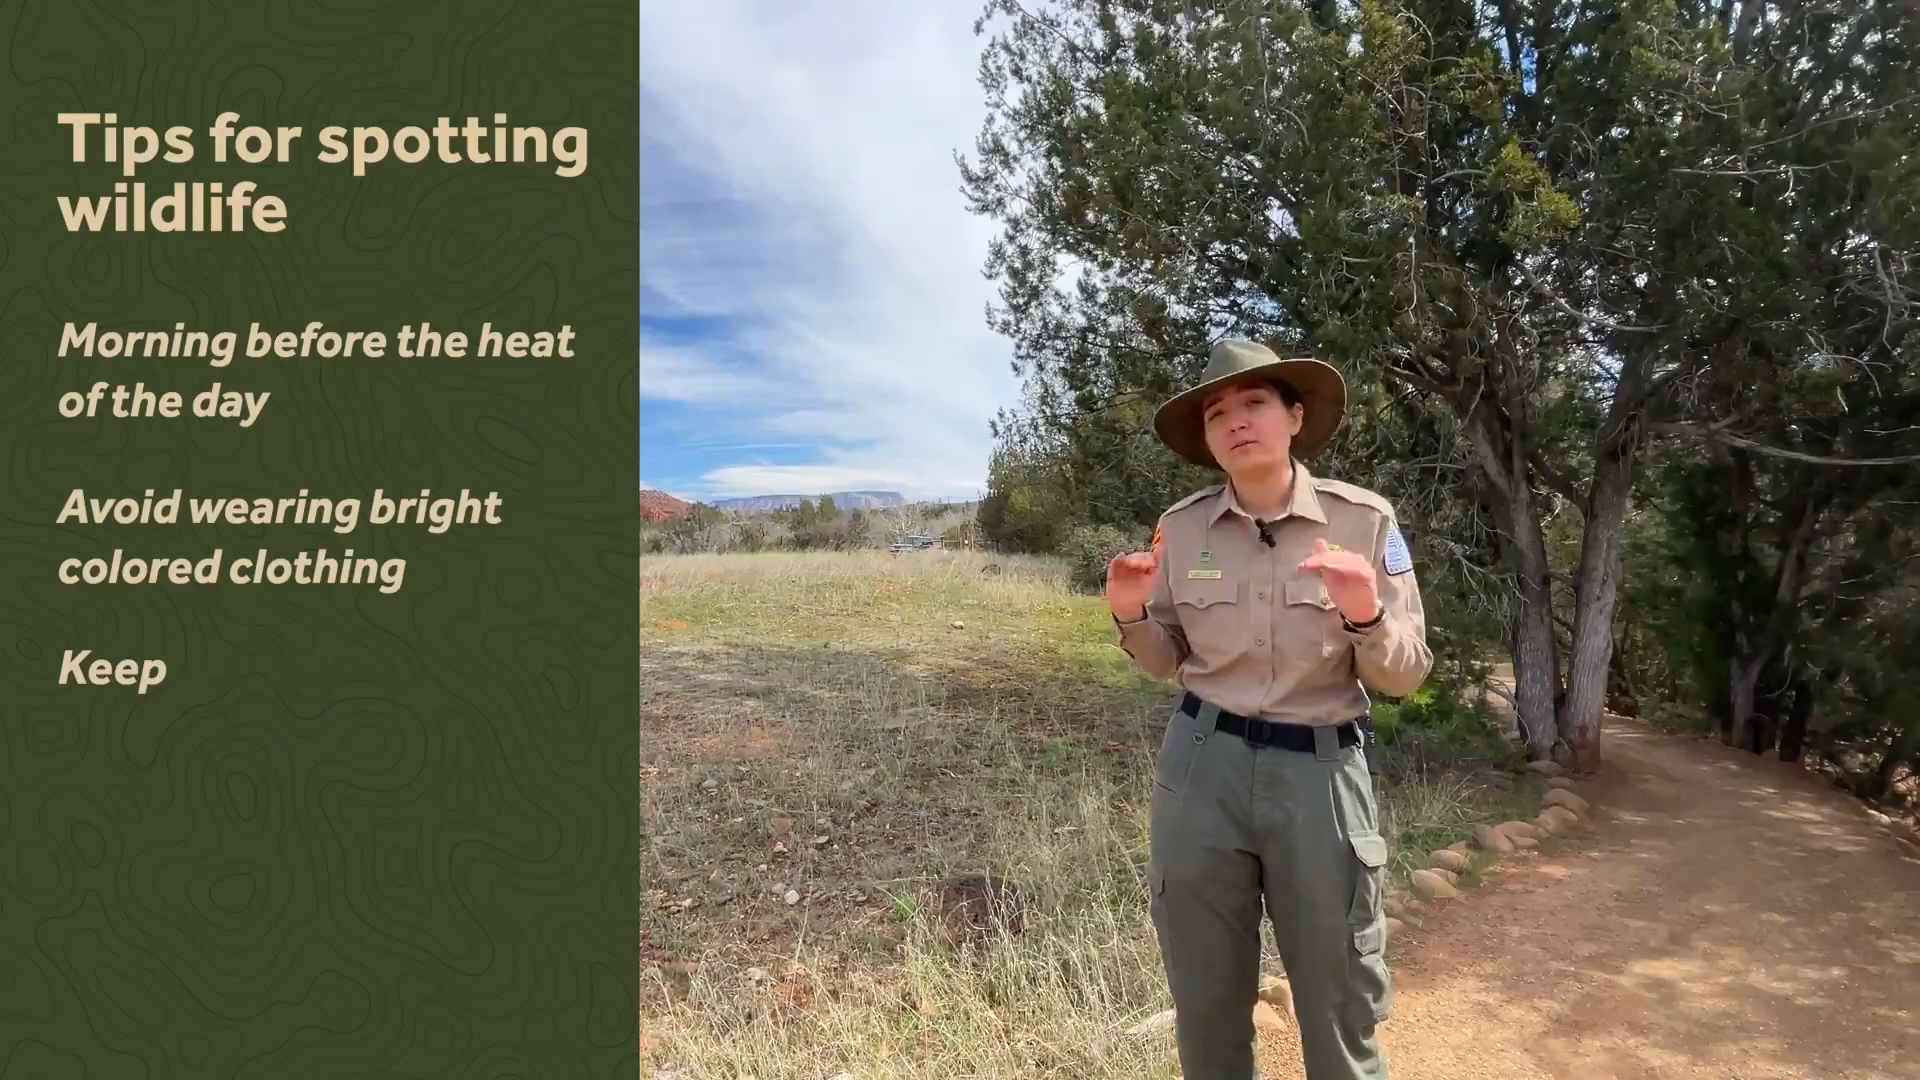 Tips for spotting
wildlife
Morning before the heat
of the day
Avoid wearing bright
colored clothing
Keep